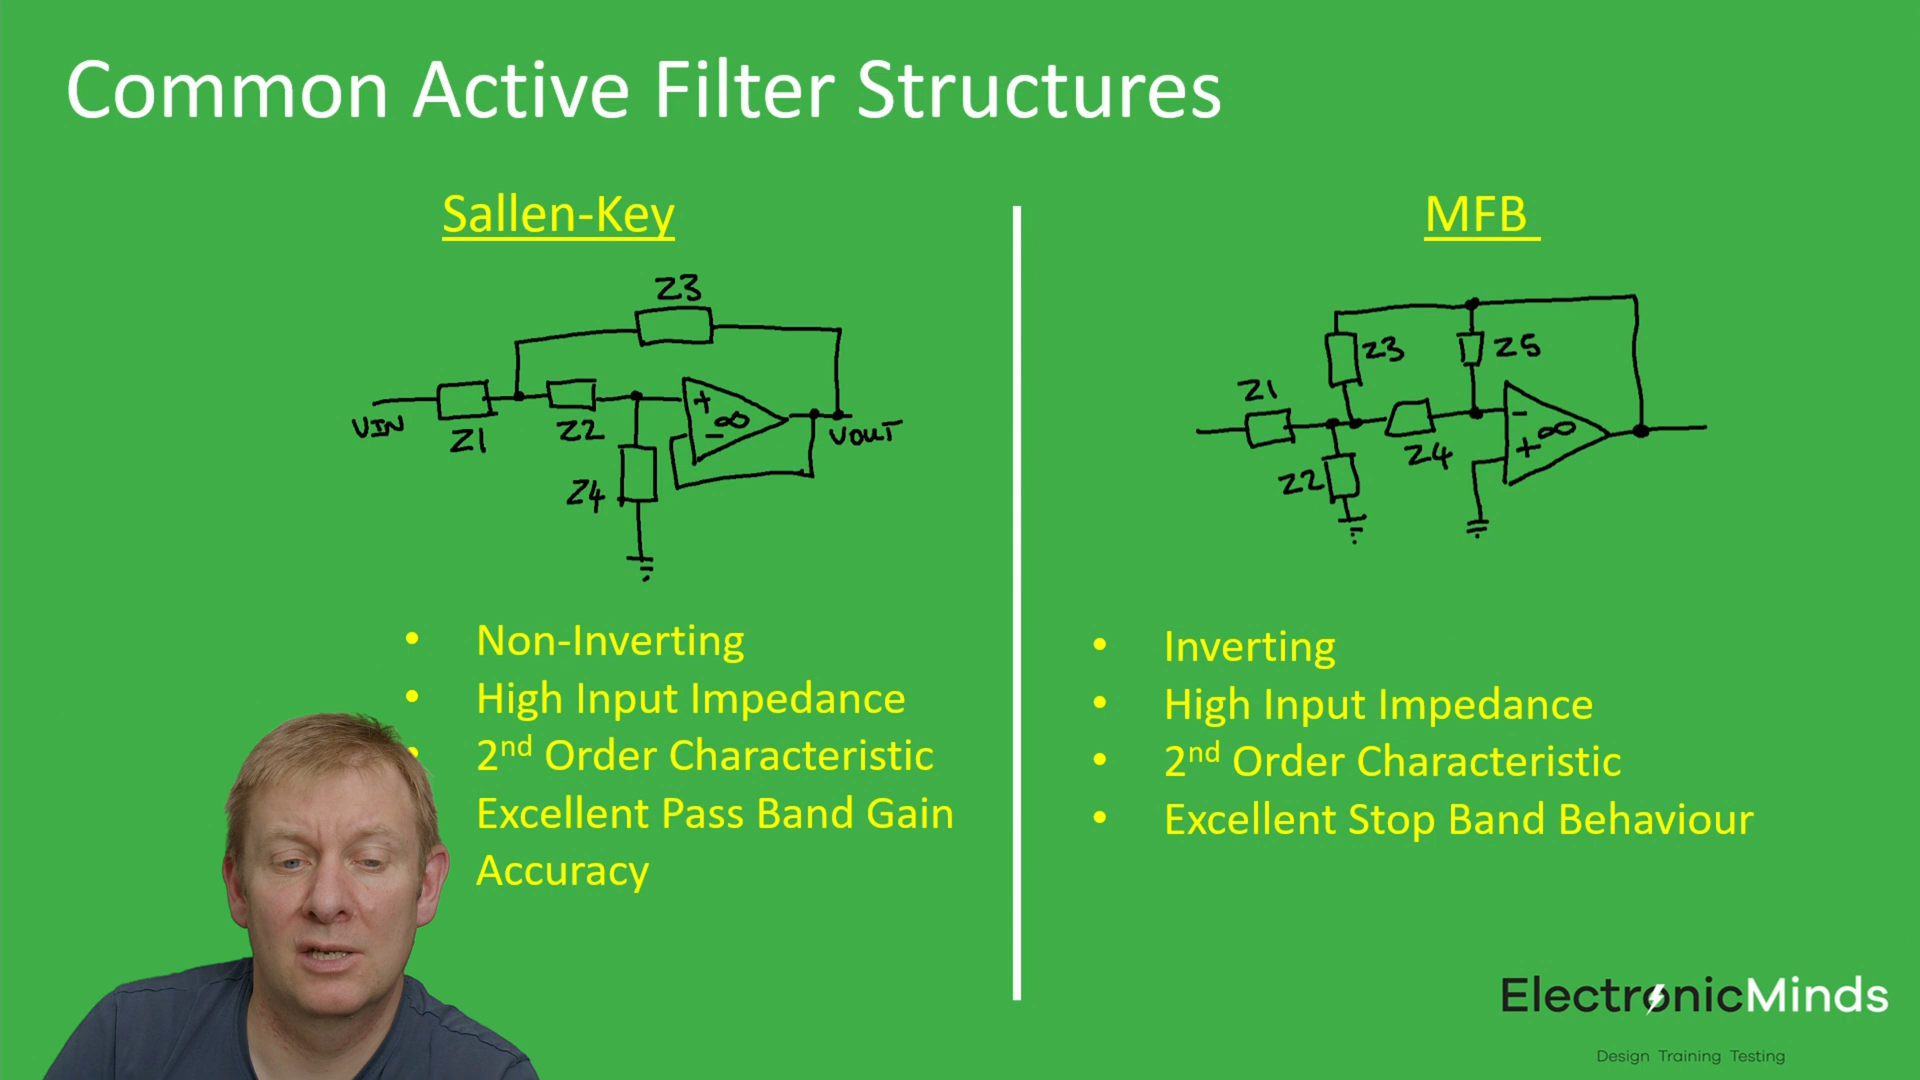 Common Active Filter Structures
Sallen-Key
Z3
VIN
Z1
Z2
+
∞
-
VOUT
Z4
• Non-Inverting
• High Input Impedance
• 2nd Order Characteristic
Excellent Pass Band Gain
Accuracy
MFB
Z3
Z5
Z1
-
∞
+
Z4
Z2
• Inverting
• High Input Impedance
• 2nd Order Characteristic
• Excellent Stop Band Behaviour
ElectronicMinds
Design Training Testing